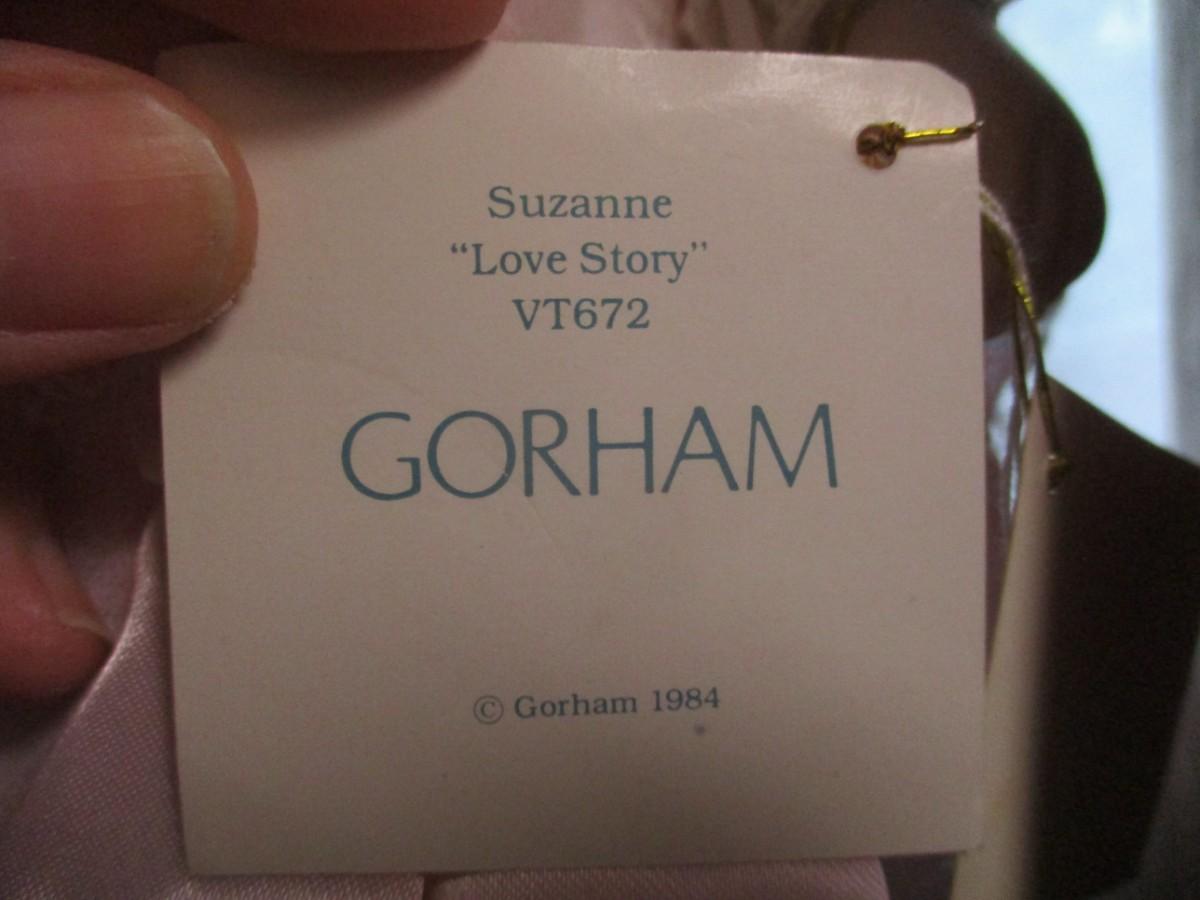 Suzanne
“Love Story”
VT672
GORHAM
© Gorham 1984